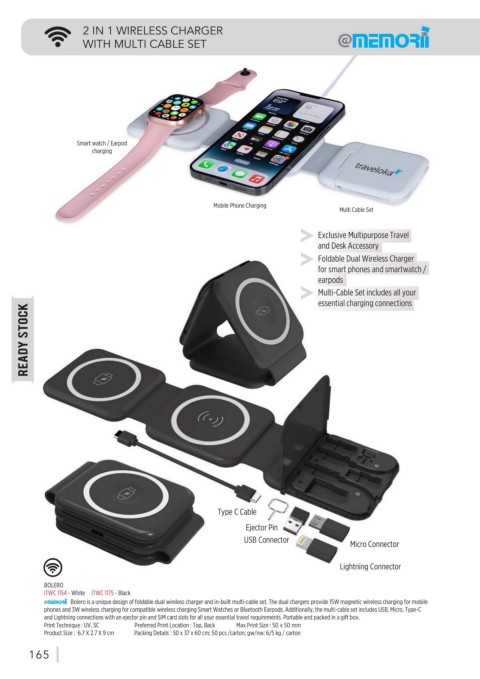 2 IN 1 WIRELESS CHARGER
WITH MULTI CABLE SET
@memorii
Smart watch / Earpod
charging
traveloka
Mobile Phone Charging
Multi Cable Set
Exclusive Multipurpose Travel
and Desk Accessory
Foldable Dual Wireless Charger
for smart phones and smartwatch /
earpods
Multi-Cable Set includes all your
essential charging connections
READY STOCK
Type C Cable
Ejector Pin
USB Connector
Micro Connector
Lightning Connector
BOLERO
ITWC 1154 - White ITWC 1175 - Black
@memorii Bolero is a unique design of foldable dual wireless charger and in-built multi-cable set. The dual chargers provide 15W magnetic wireless charging for mobile
phones and 3W wireless charging for compatible wireless charging Smart Watches or Bluetooth Earpods. Additionally, the multi-cable set includes USB, Micro, Type-C
and Lightning connections with an ejector pin and SIM card slots for all your essential travel requirements. Portable and packed in a gift box.
Print Technique : UV, SC Preferred Print Location : Top, Back Max Print Size : 50 x 50 mm
Product Size : 6.7 X 2.7 X 9 cm Packing Details : 50 x 37 x 60 cm; 50 pcs /carton; gw/nw: 6/5 kg / carton
165